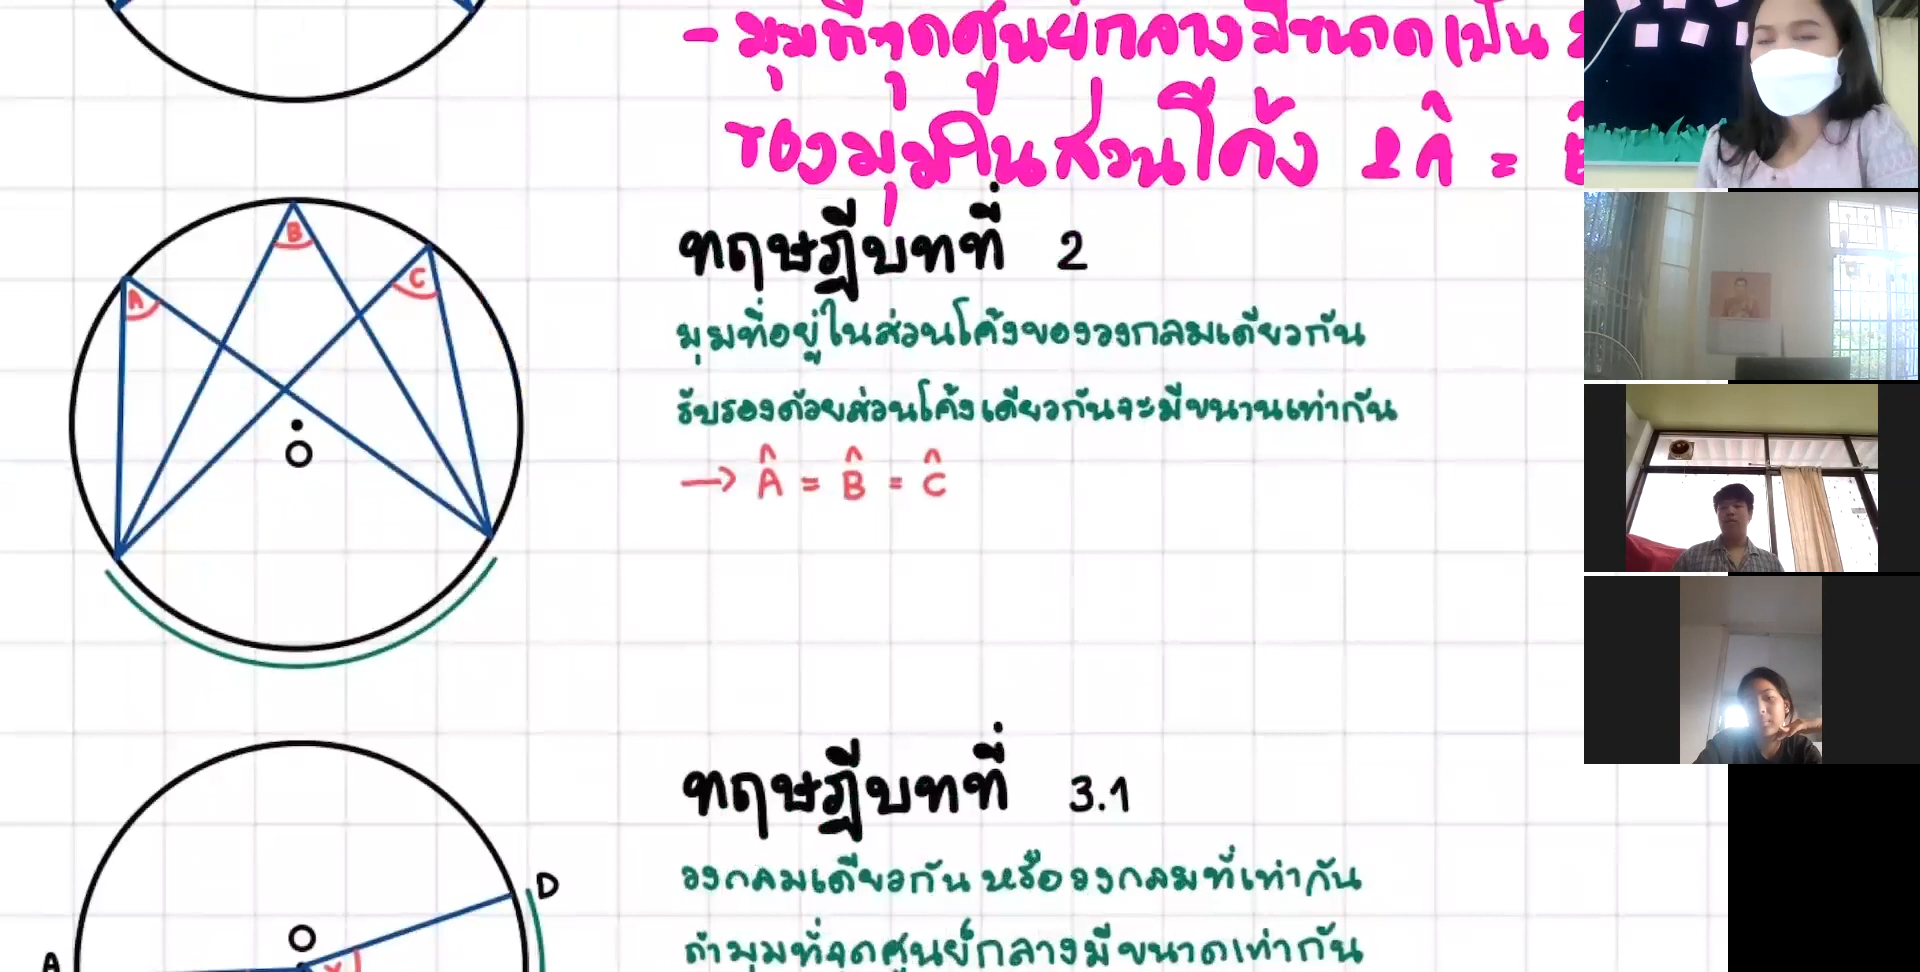 - มุมที่จุดศูนย์กลางมีขนาดเป็น 2
ของมุมในส่วนโค้ง 2Â =
B
C
A
O
ทฤษฎีบทที่ 2
มุมที่อยู่ในส่วนโค้งของวงกลมเดียวกัน
รับรองด้วยส่วนโค้งเดียวกันจะมีขนานเท่ากัน
→ Â = B̂ = Ĉ
ทฤษฎีบทที่ 3.1
วงกลมเดียวกัน หรือวงกลมที่เท่ากัน
ถ้ามุมที่จุดศูนย์กลางมีขนาดเท่ากัน
D
O
A